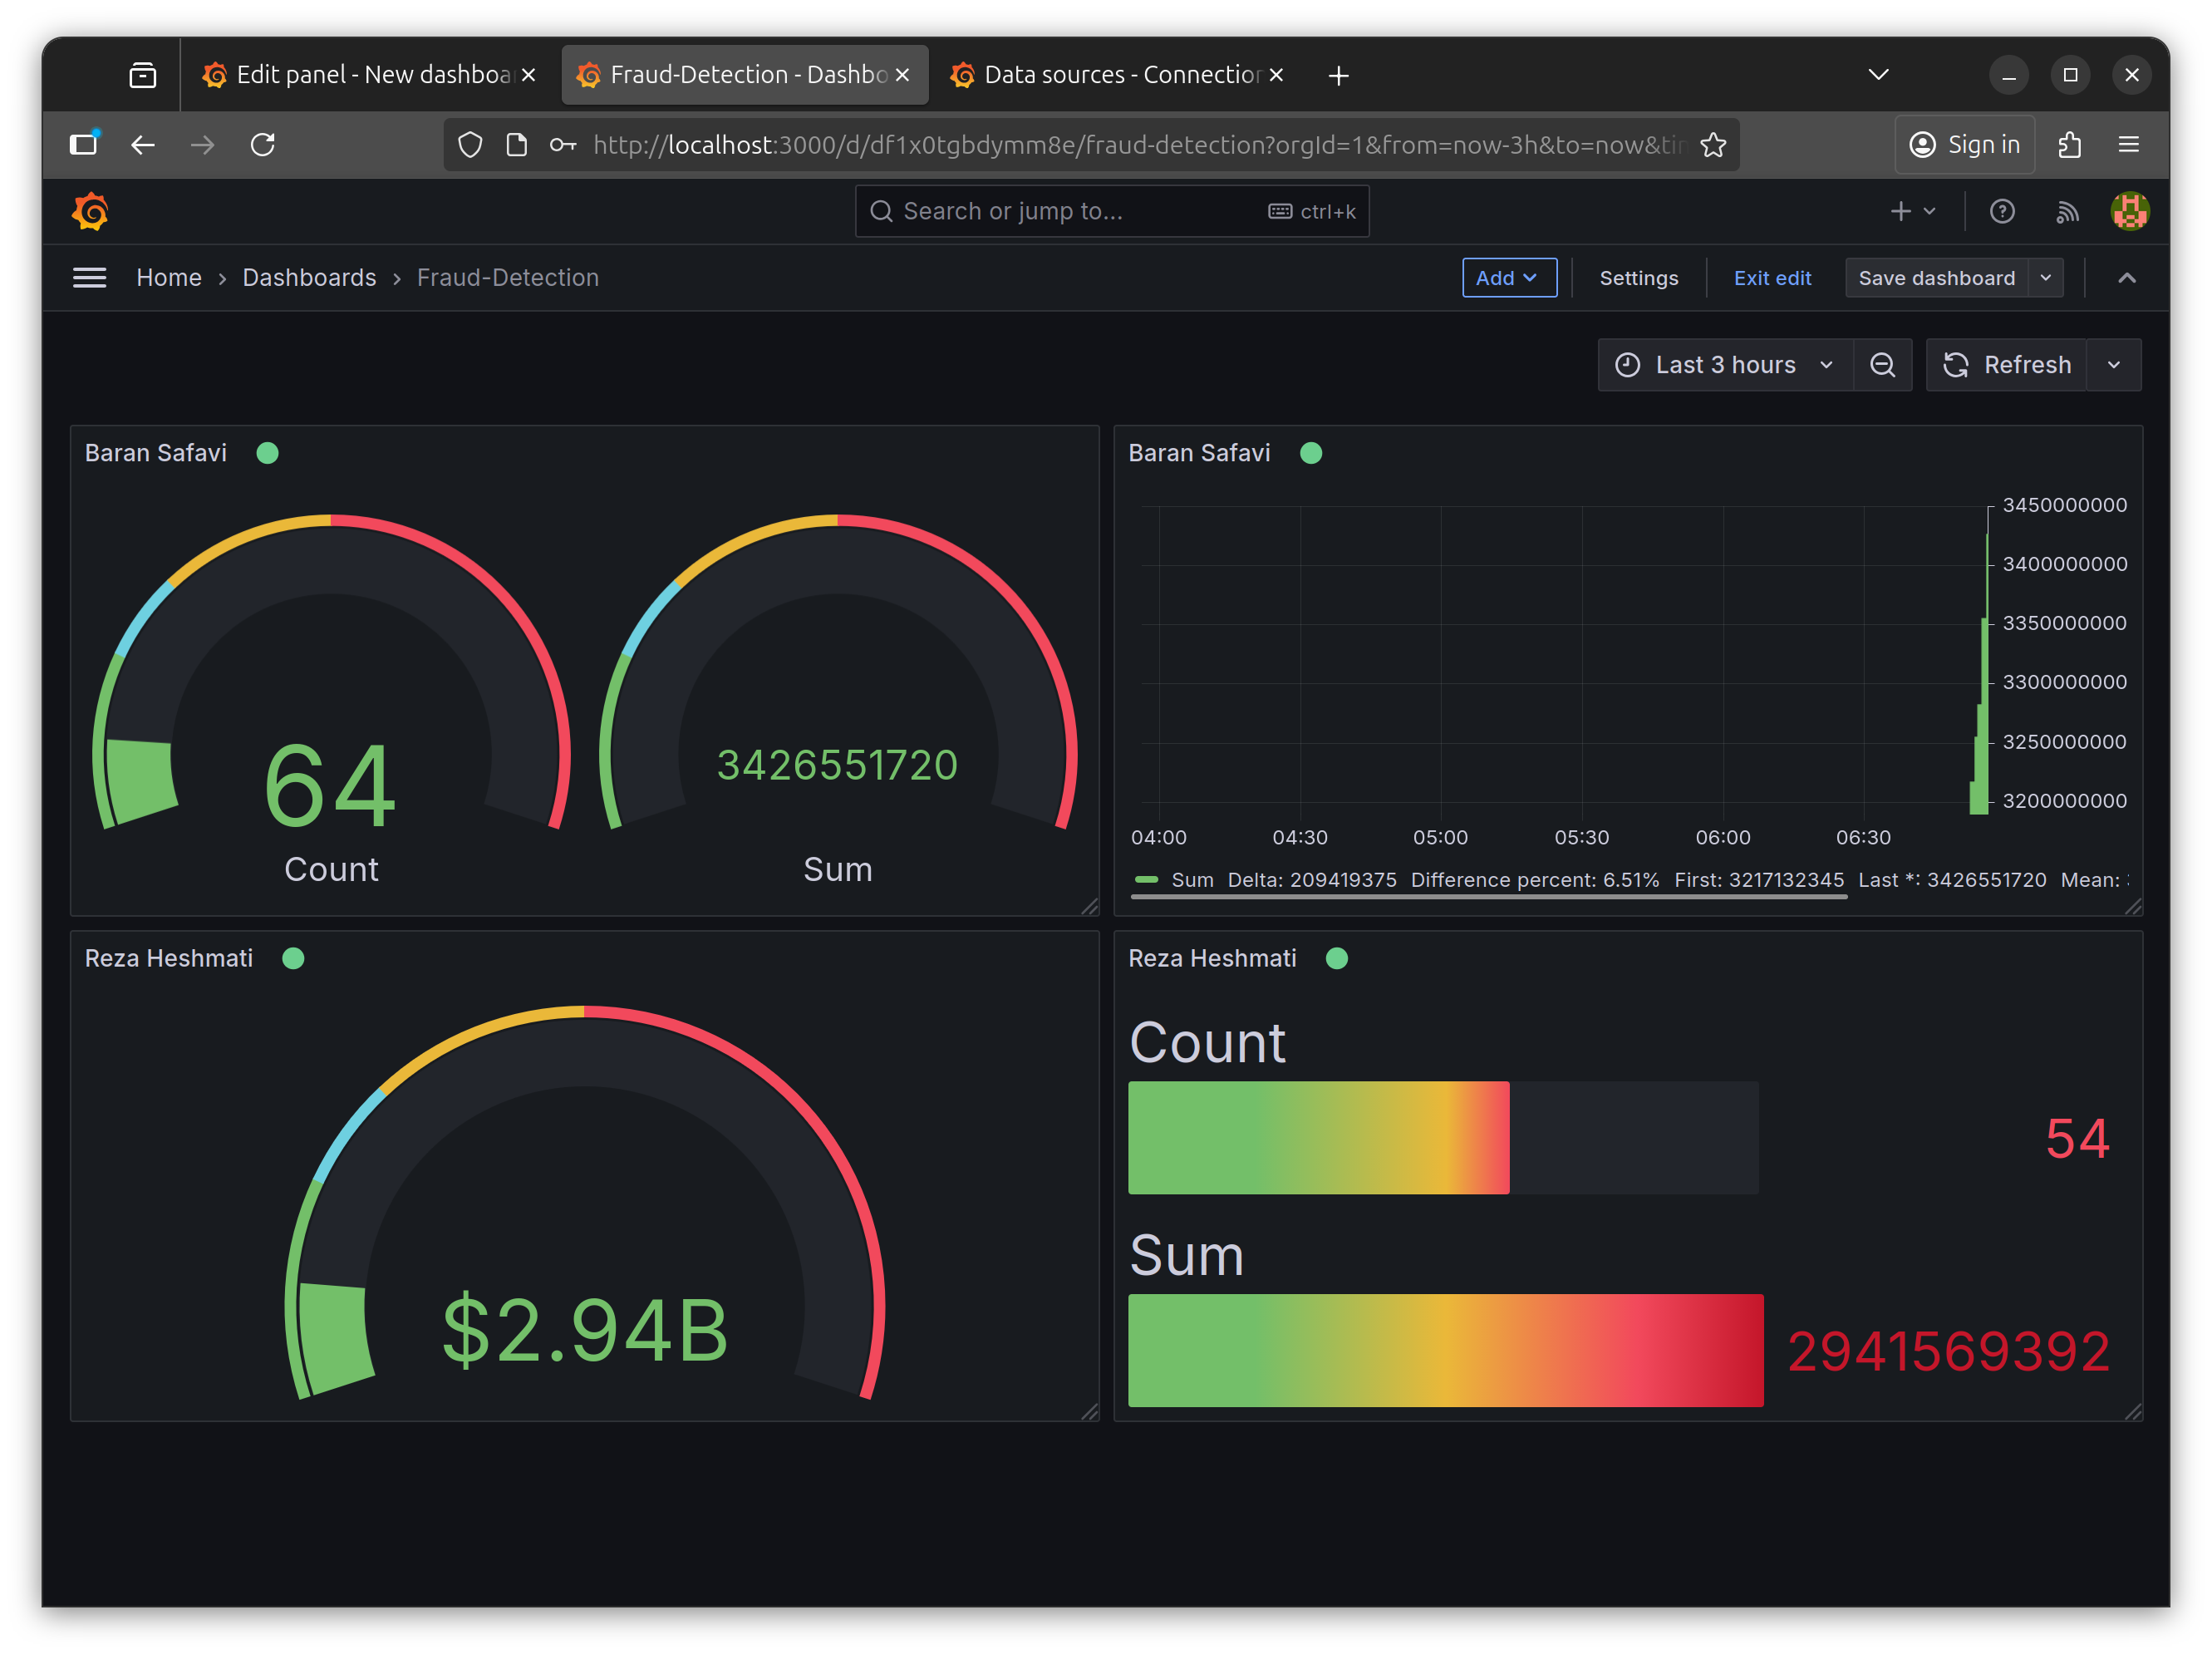 Edit panel - New dashboa
Fraud-Detection - Dashbo
Data sources - Connection
http://localhost:3000/d/df1x0tgbdymm8e/fraud-detection?orgId=1&from=now-3h&to=now&tim
Sign in
Search or jump to...
ctrl+k
Home › Dashboards › Fraud-Detection
Add
Settings
Exit edit
Save dashboard
Last 3 hours
Refresh
Baran Safavi
64
Count
3426551720
Sum
Baran Safavi
3450000000
3400000000
3350000000
3300000000
3250000000
3200000000
04:00 04:30 05:00 05:30 06:00 06:30
Sum Delta: 209419375 Difference percent: 6.51% First: 3217132345 Last *: 3426551720 Mean:
Reza Heshmati
$2.94B
Reza Heshmati
Count
54
Sum
2941569392